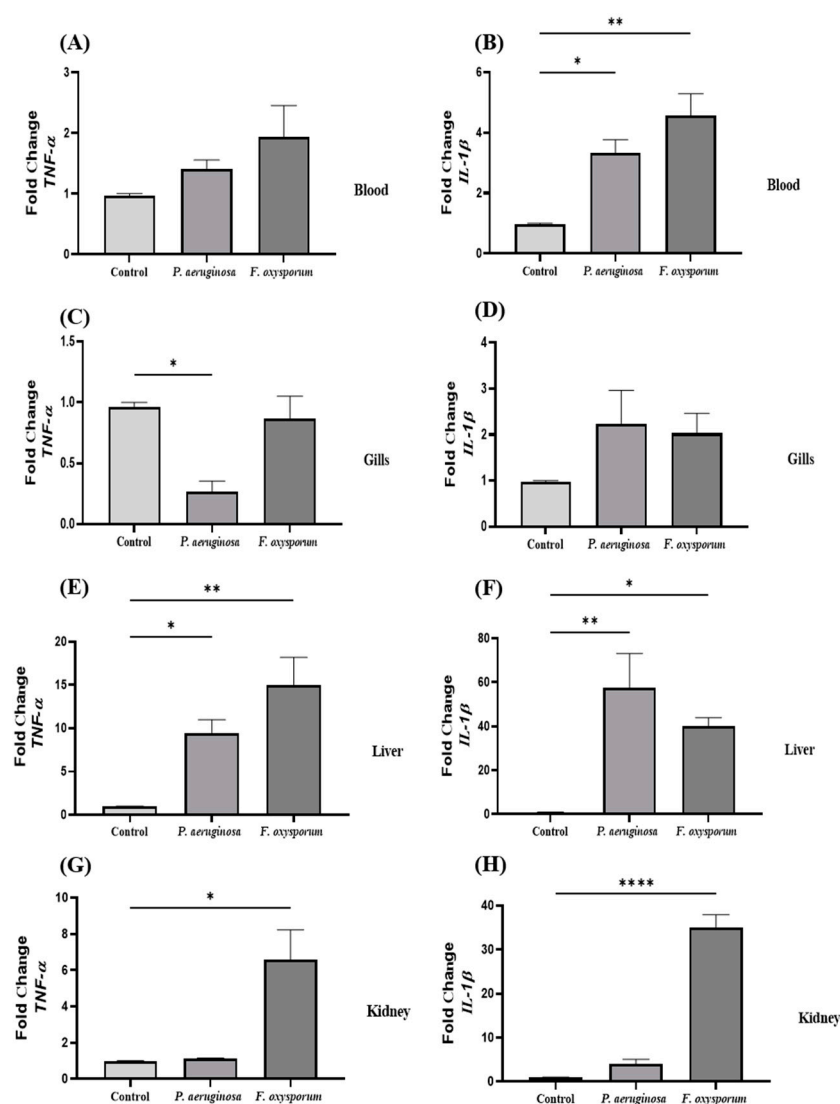 (A)
Fold Change
TNF-α
3
2
1
0
Control P. aeruginosa F. oxysporum
Blood
(B)
** 
*
Fold Change
IL-1β
6
4
2
0
Control P. aeruginosa F. oxysporum
Blood
(C)
*
Fold Change
TNF-α
1.5
1.0
0.5
0.0
Control P. aeruginosa F. oxysporum
Gills
(D)
Fold Change
IL-1β
4
3
2
1
0
Control P. aeruginosa F. oxysporum
Gills
(E)
**
*
Fold Change
TNF-α
20
15
10
5
0
Control P. aeruginosa F. oxysporum
Liver
(F)
*
**
Fold Change
IL-1β
80
60
40
20
0
Control P. aeruginosa F. oxysporum
Liver
(G)
*
Fold Change
TNF-α
10
8
6
4
2
0
Control P. aeruginosa F. oxysporum
Kidney
(H)
****
Fold Change
IL-1β
40
30
20
10
0
Control P. aeruginosa F. oxysporum
Kidney